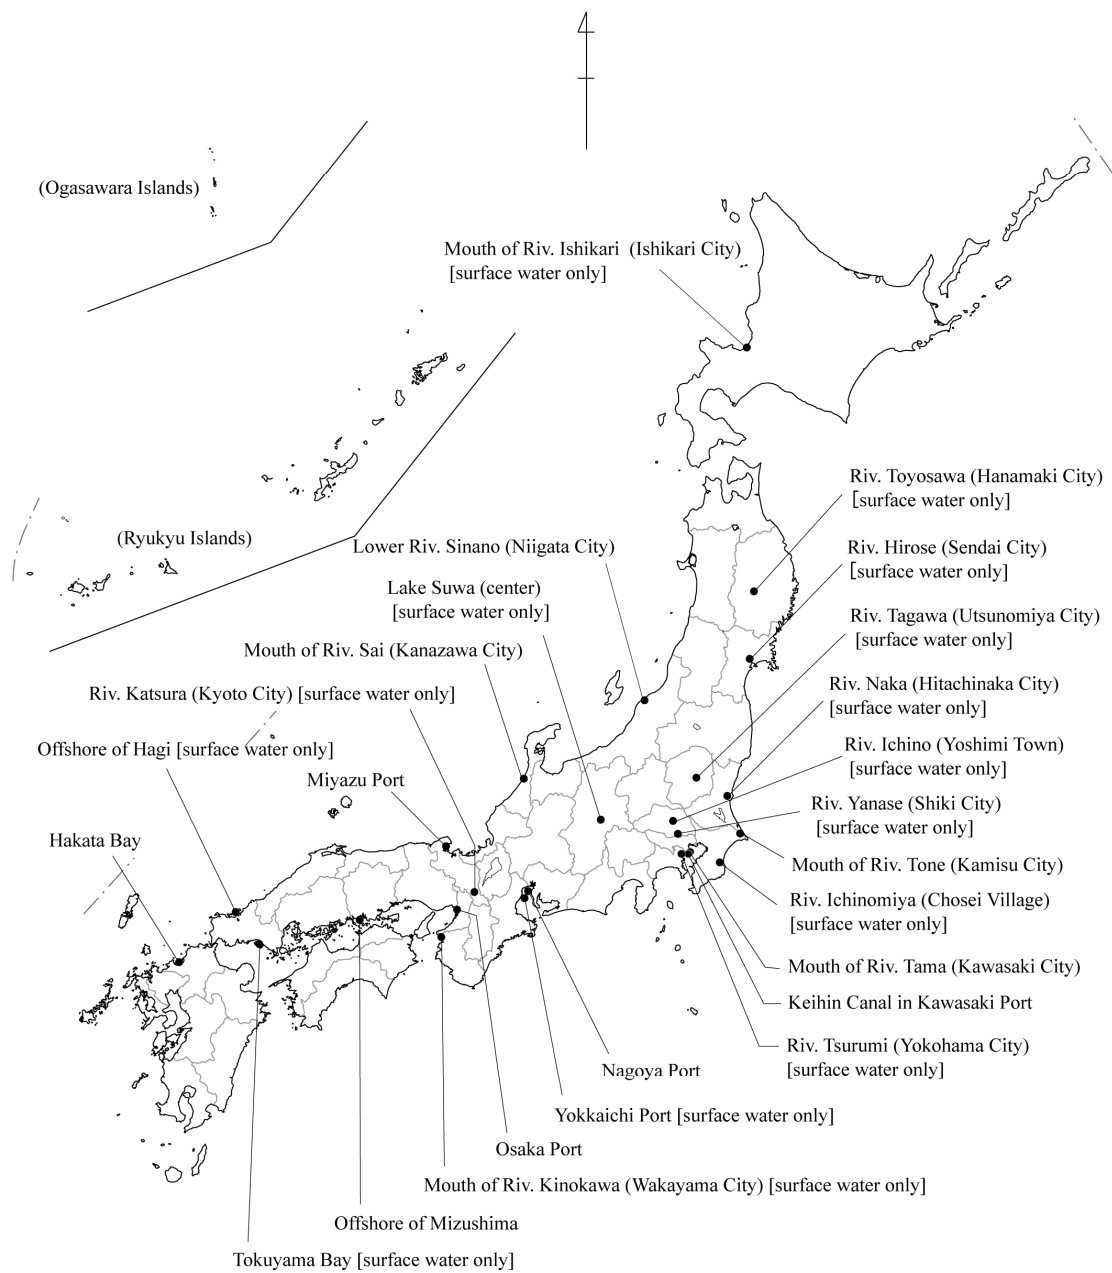 (Ogasawara Islands)
Mouth of Riv. Ishikari (Ishikari City)
[surface water only]
Riv. Toyosawa (Hanamaki City)
[surface water only]
(Ryukyu Islands)
Lower Riv. Sinano (Niigata City)
Riv. Hirose (Sendai City)
[surface water only]
Lake Suwa (center)
[surface water only]
Riv. Tagawa (Utsunomiya City)
[surface water only]
Mouth of Riv. Sai (Kanazawa City)
Riv. Katsura (Kyoto City) [surface water only]
Riv. Naka (Hitachinaka City)
[surface water only]
Offshore of Hagi [surface water only]
Riv. Ichino (Yoshimi Town)
[surface water only]
Miyazu Port
Riv. Yanase (Shiki City)
[surface water only]
Hakata Bay
Mouth of Riv. Tone (Kamisu City)
Riv. Ichinomiya (Chosei Village)
[surface water only]
Mouth of Riv. Tama (Kawasaki City)
Keihin Canal in Kawasaki Port
Riv. Tsurumi (Yokohama City)
[surface water only]
Nagoya Port
Yokkaichi Port [surface water only]
Osaka Port
Mouth of Riv. Kinokawa (Wakayama City) [surface water only]
Offshore of Mizushima
Tokuyama Bay [surface water only]